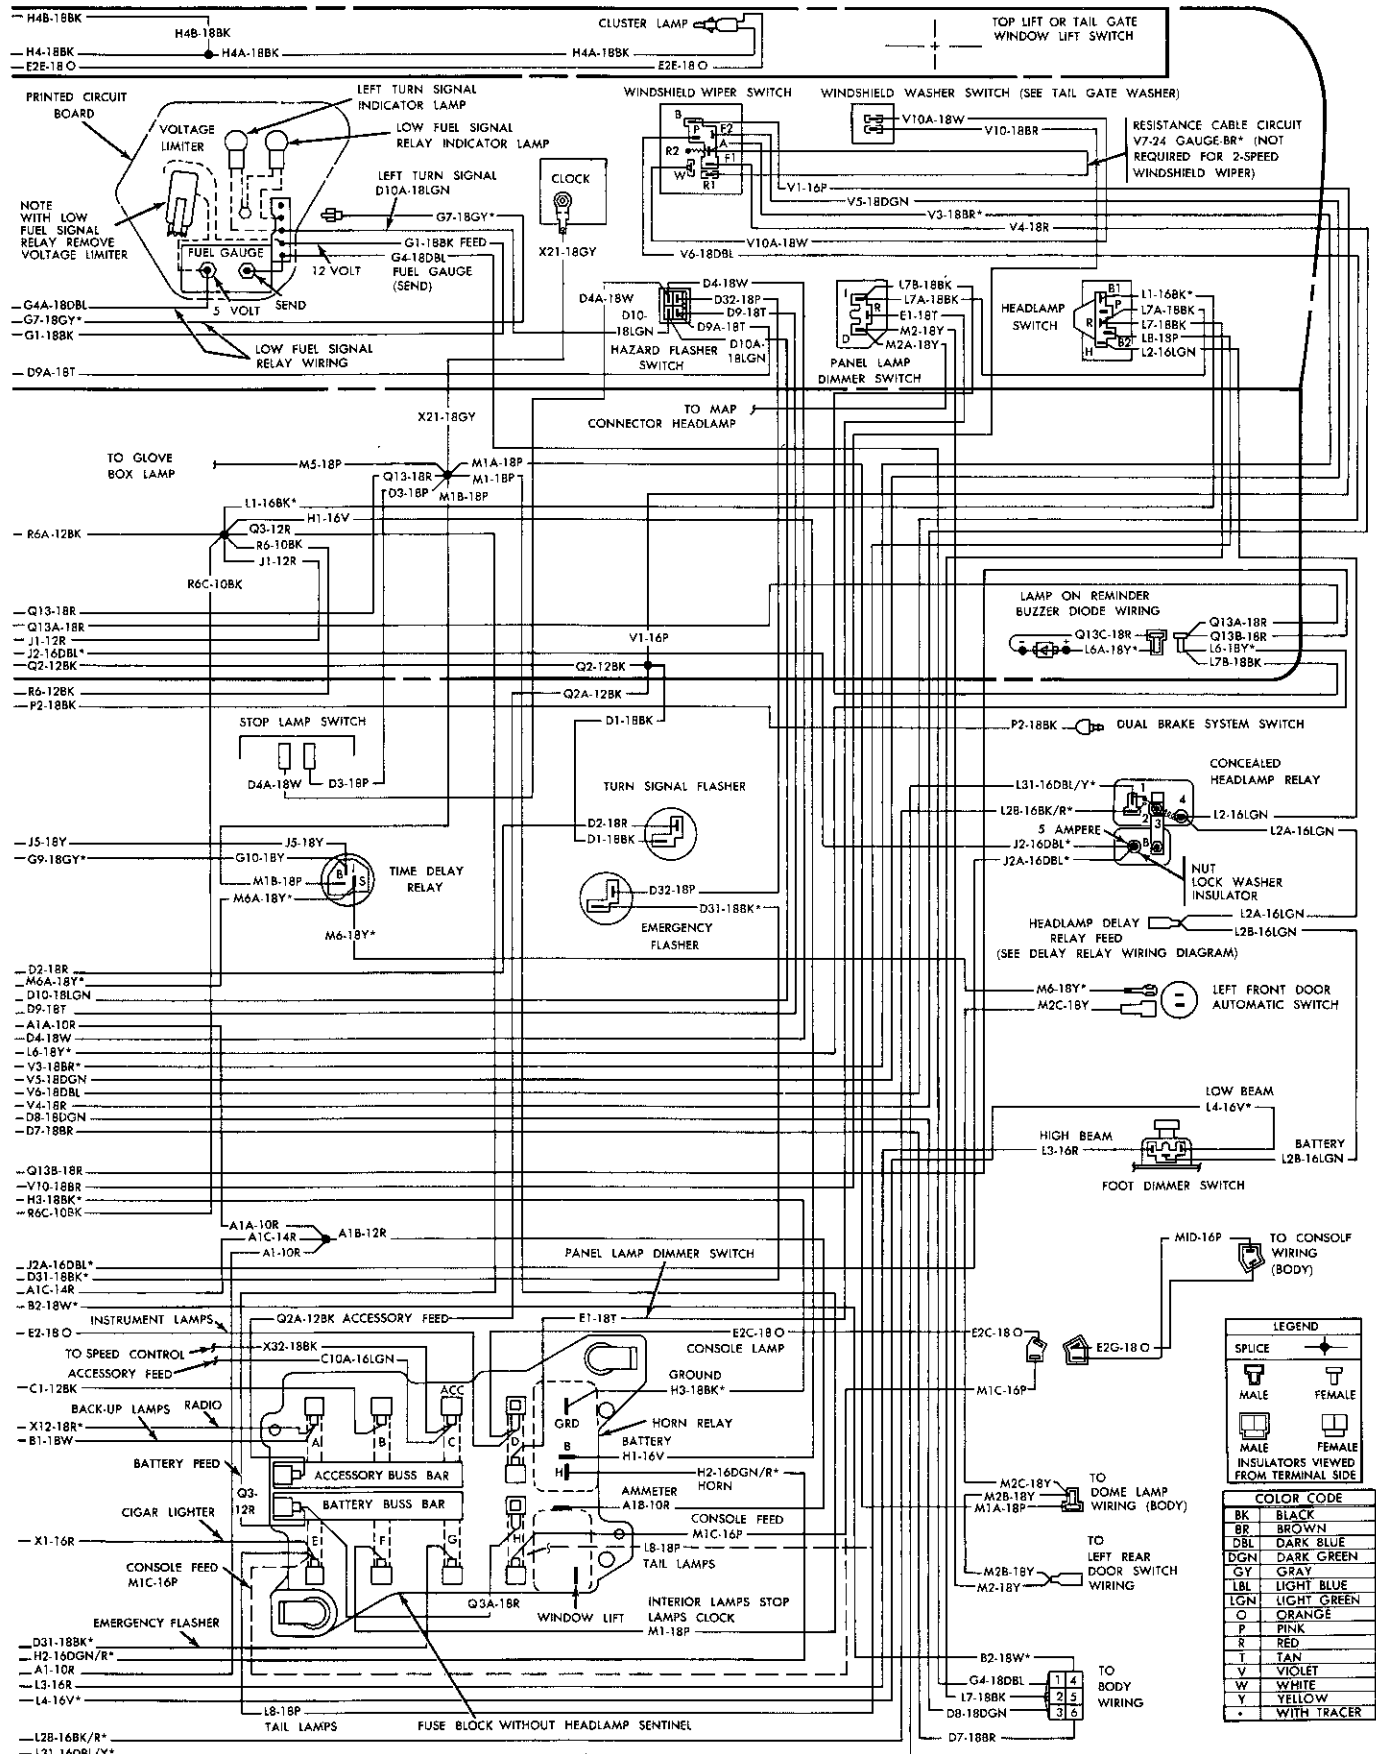 H4B-18BK
H4B-18BK
CLUSTER LAMP
TOP LIFT OR TAIL GATE
WINDOW LIFT SWITCH
H4-18BK
H4A-18BK
H4A-18BK
E2E-18 O
E2E-18 O
PRINTED CIRCUIT
BOARD
LEFT TURN SIGNAL
INDICATOR LAMP
VOLTAGE
LIMITER
LOW FUEL SIGNAL
RELAY INDICATOR LAMP
WINDSHIELD WIPER SWITCH
WINDSHIELD WASHER SWITCH (SEE TAIL GATE WASHER)
B
P
F2
A
R2
F1
W
R1
V10A-18W
V10-18BR
RESISTANCE CABLE CIRCUIT
V7-24 GAUGE-BR* (NOT
REQUIRED FOR 2-SPEED
WINDSHIELD WIPER)
LEFT TURN SIGNAL
D10A-18LGN
CLOCK
V1-16P
V5-18DGN
V3-18BR*
V4-18R
V10A-18W
V6-18DBL
NOTE
WITH LOW
FUEL SIGNAL
RELAY REMOVE
VOLTAGE LIMITER
G7-18GY*
G1-18BK FEED
G4-18DBL
FUEL GAUGE
(SEND)
X21-18GY
FUEL GAUGE
12 VOLT
5 VOLT
SEND
G4A-18DBL
G7-18GY*
G1-18BK
LOW FUEL SIGNAL
RELAY WIRING
D9A-18T
D4A-18W
D10-
18LGN
D4-18W
D32-18P
D9-18T
D9A-18T
D10A-
18LGN
HAZARD FLASHER
SWITCH
I
R
D
L7B-18BK
L7A-18BK
E1-18T
M2-18Y
M2A-18Y
PANEL LAMP
DIMMER SWITCH
HEADLAMP
SWITCH
B1
P
R
B2
H
L1-16BK*
L7A-18BK
L7-18BK
L8-18P
L2-16LGN
TO MAP
CONNECTOR HEADLAMP
X21-18GY
TO GLOVE
BOX LAMP
M5-18P
Q13-18R
D3-18P
M1A-18P
M1-18P
M1B-18P
L1-16BK*
H1-16V
Q3-12R
R6-10BK
J1-12R
R6A-12BK
R6C-10BK
Q13-18R
Q13A-18R
J1-12R
J2-16DBL*
Q2-12BK
Q2-12BK
V1-16P
R6-12BK
P2-18BK
Q2A-12BK
D1-18BK
LAMP ON REMINDER
BUZZER DIODE WIRING
Q13C-18R
L6A-18Y*
- +
Q13A-18R
Q13B-18R
L6-18Y*
L7B-18BK
P2-18BK
DUAL BRAKE SYSTEM SWITCH
STOP LAMP SWITCH
D4A-18W
D3-18P
TURN SIGNAL FLASHER
D2-18R
D1-18BK
CONCEALED
HEADLAMP RELAY
L31-16DBL/Y*
L28-16BK/R*
1
2
3
4
B
5 AMPERE
J2-16DBL*
J2A-16DBL*
L2-16LGN
L2A-16LGN
NUT
LOCK WASHER
INSULATOR
J5-18Y
J5-18Y
G9-18GY*
G10-18Y
M1B-18P
M6A-18Y*
B
S
TIME DELAY
RELAY
M6-18Y*
D32-18P
D31-18BK*
EMERGENCY
FLASHER
HEADLAMP DELAY
RELAY FEED
(SEE DELAY RELAY WIRING DIAGRAM)
L2A-16LGN
L2B-16LGN
D2-18R
M6A-18Y*
D10-18LGN
D9-18T
A1A-10R
D4-18W
L6-18Y*
V3-18BR*
V5-18DGN
V6-18DBL
V4-18R
D8-18DGN
D7-18BR
M6-18Y*
M2C-18Y
LEFT FRONT DOOR
AUTOMATIC SWITCH
LOW BEAM
L4-16V*
HIGH BEAM
L3-16R
BATTERY
L2B-16LGN
FOOT DIMMER SWITCH
Q13B-18R
V10-18BR
H3-18BK*
R6C-10BK
A1A-10R
A1C-14R
A1-10R
A1B-12R
J2A-16DBL*
D31-18BK*
A1C-14R
B2-18W*
PANEL LAMP DIMMER SWITCH
MID-16P
TO CONSOLF
WIRING
(BODY)
INSTRUMENT LAMPS
Q2A-12BK ACCESSORY FEED
E1-18T
E2-18 O
E2C-18 O
CONSOLE LAMP
E2C-18 O
E2G-18 O
TO SPEED CONTROL
X32-18BK
ACCESSORY FEED
C10A-16LGN
C1-12BK
ACC
GROUND
H3-18BK*
M1C-16P
BACK-UP LAMPS
RADIO
X12-18R*
B1-18W
A
B
C
D
GRD
B
H
HORN RELAY
BATTERY
H1-16V
BATTERY FEED
ACCESSORY BUSS BAR
H2-16DGN/R*
HORN
Q3-
12R
BATTERY BUSS BAR
AMMETER
A1B-10R
CIGAR LIGHTER
X1-16R
E
F
G
H
CONSOLE FEED
M1C-16P
L8-18P
TAIL LAMPS
CONSOLE FEED
M1C-16P
Q3A-18R
WINDOW LIFT
INTERIOR LAMPS STOP
LAMPS CLOCK
M1-18P
EMERGENCY FLASHER
D31-18BK*
H2-16DGN/R*
A1-10R
L3-16R
L4-16V*
L8-18P
TAIL LAMPS
FUSE BLOCK WITHOUT HEADLAMP SENTINEL
L28-16BK/R*
L31-16DBL/Y*
M2C-18Y
M2B-18Y
M1A-18P
TO
DOME LAMP
WIRING (BODY)
M2B-18Y
M2-18Y
TO
LEFT REAR
DOOR SWITCH
WIRING
B2-18W*
G4-18DBL
L7-18BK
D8-18DGN
D7-18BR
1 4
2 5
3 6
TO
BODY
WIRING
LEGEND
SPLICE
MALE
FEMALE
MALE
FEMALE
INSULATORS VIEWED
FROM TERMINAL SIDE
COLOR CODE
BK BLACK
BR BROWN
DBL DARK BLUE
DGN DARK GREEN
GY GRAY
LBL LIGHT BLUE
LGN LIGHT GREEN
O ORANGE
P PINK
R RED
T TAN
V VIOLET
W WHITE
Y YELLOW
* WITH TRACER